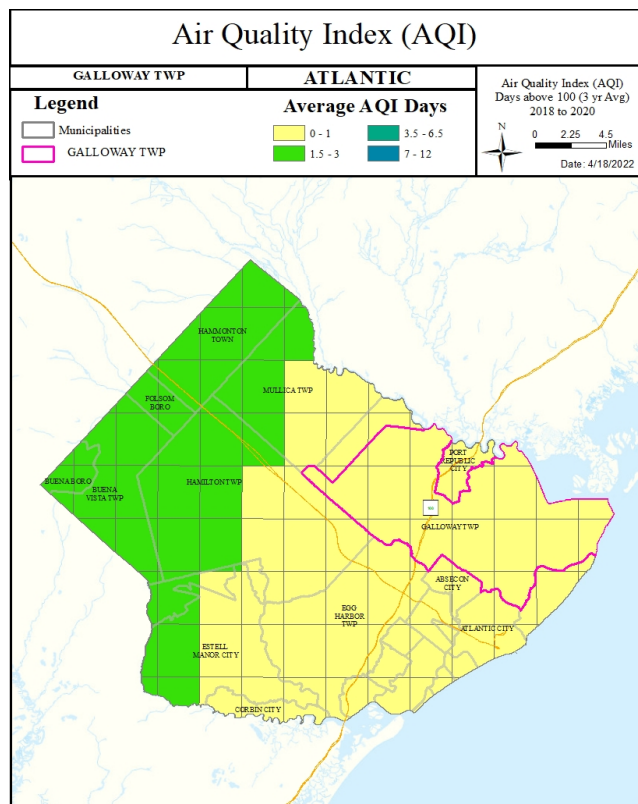 Air Quality Index (AQI)
GALLOWAY TWP
ATLANTIC
Legend
Municipalities
GALLOWAY TWP
Average AQI Days
0 - 1
3.5 - 6.5
1.5 - 3
7 - 12
Air Quality Index (AQI)
Days above 100 (3 yr Avg)
2018 to 2020
N
0 2.25 4.5
Miles
Date: 4/18/2022
HAMMONTON
TOWN
MULLICA TWP
FOLSOM
BORO
PORT
REPUBLIC
CITY
BUENA BORO
BUENA
VISTA TWP
HAMILTON TWP
GALLOWAY TWP
ABSECON
CITY
EGG
HARBOR
TWP
ATLANTIC CITY
ESTELL
MANOR CITY
CORBIN CITY